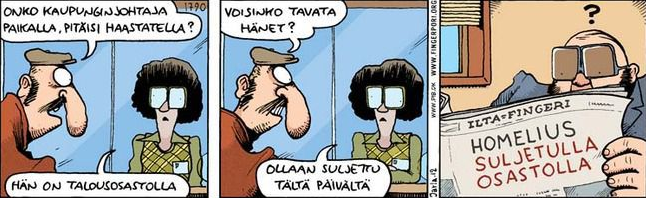 ONKO KAUPUNGINJOHTAJA
PAIKALLA, PITÄISI HAASTATELLA?
1790
HÄN ON TALOUSOSASTOLLA
VOISINKO TAVATA
HÄNET?
OLLAAN SULJETTU
TÄLTÄ PÄIVÄLTÄ
WWW.FINGERPORI.ORG
?
ILTA=FINGERI
HOMELIUS
SULJETULLA
OSASTOLLA